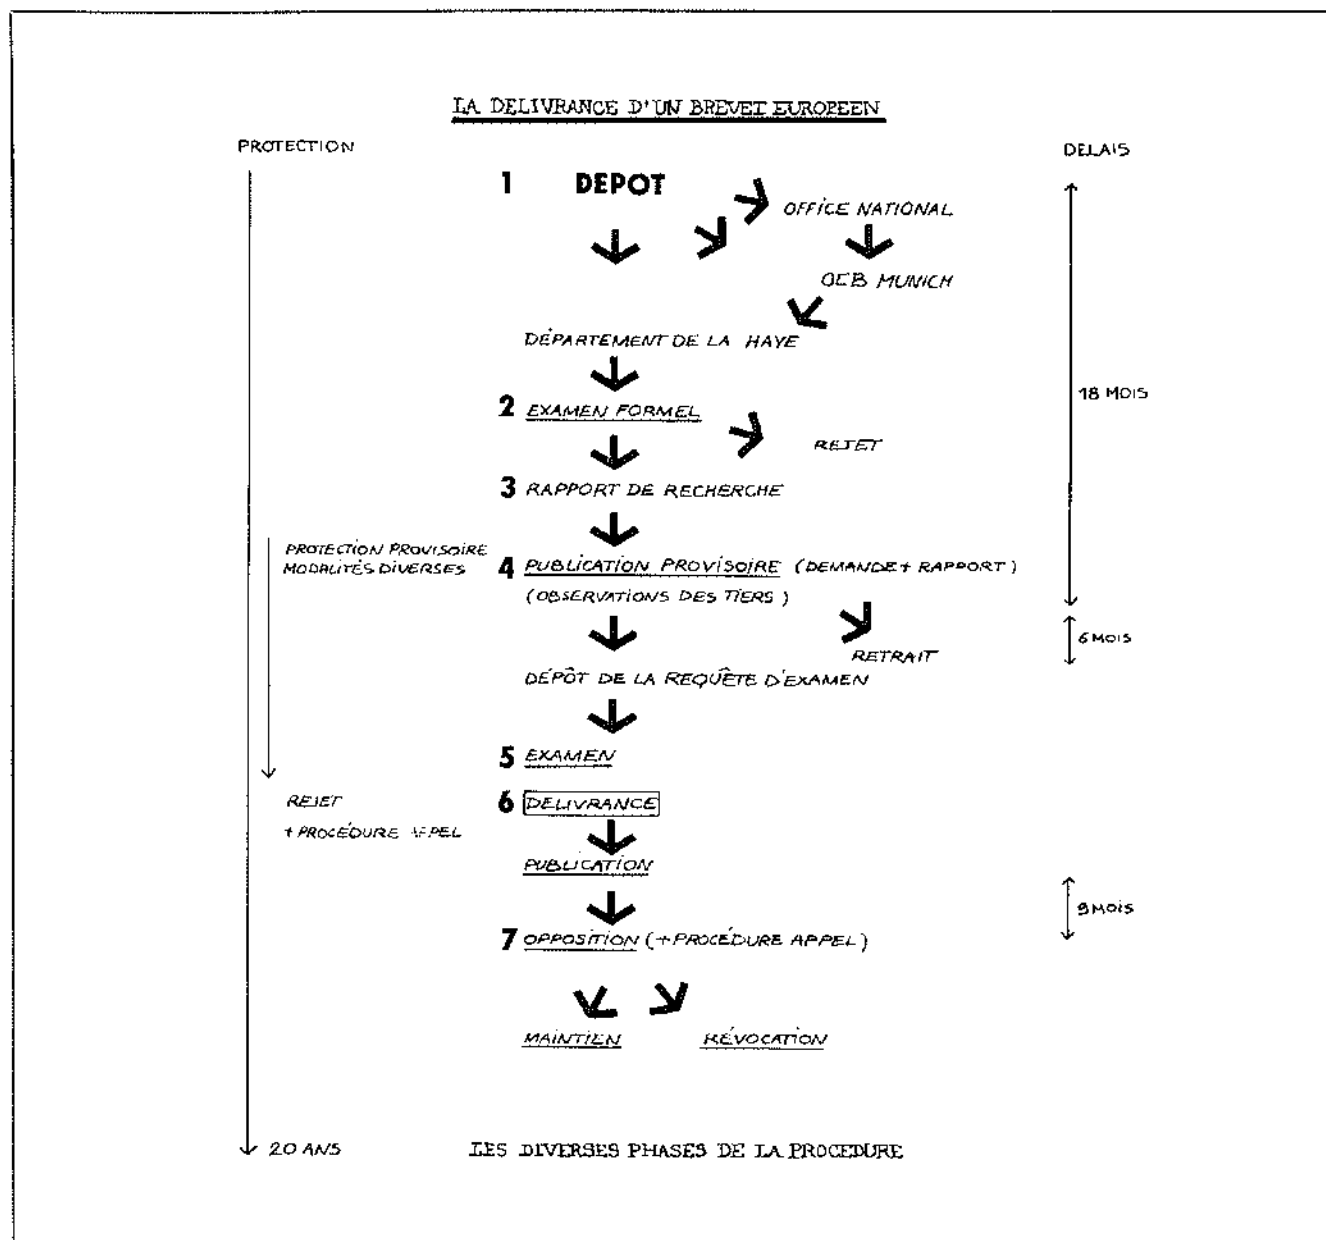 LA DELIVRANCE D'UN BREVET EUROPEEN
PROTECTION
DELAIS
1 DEPOT
OFFICE NATIONAL
OEB MUNICH
DÉPARTEMENT DE LA HAYE
18 MOIS
2 EXAMEN FORMEL
REJET
3 RAPPORT DE RECHERCHE
PROTECTION PROVISOIRE
MODALITÉS DIVERSES
4 PUBLICATION PROVISOIRE (DEMANDE + RAPPORT)
(OBSERVATIONS DES TIERS)
6 MOIS
RETRAIT
DÉPÔT DE LA REQUÊTE D'EXAMEN
5 EXAMEN
6 DELIVRANCE
REJET
+ PROCÉDURE APPEL
PUBLICATION
9 MOIS
7 OPPOSITION (+ PROCÉDURE APPEL)
MAINTIEN
RÉVOCATION
20 ANS
LES DIVERSES PHASES DE LA PROCEDURE